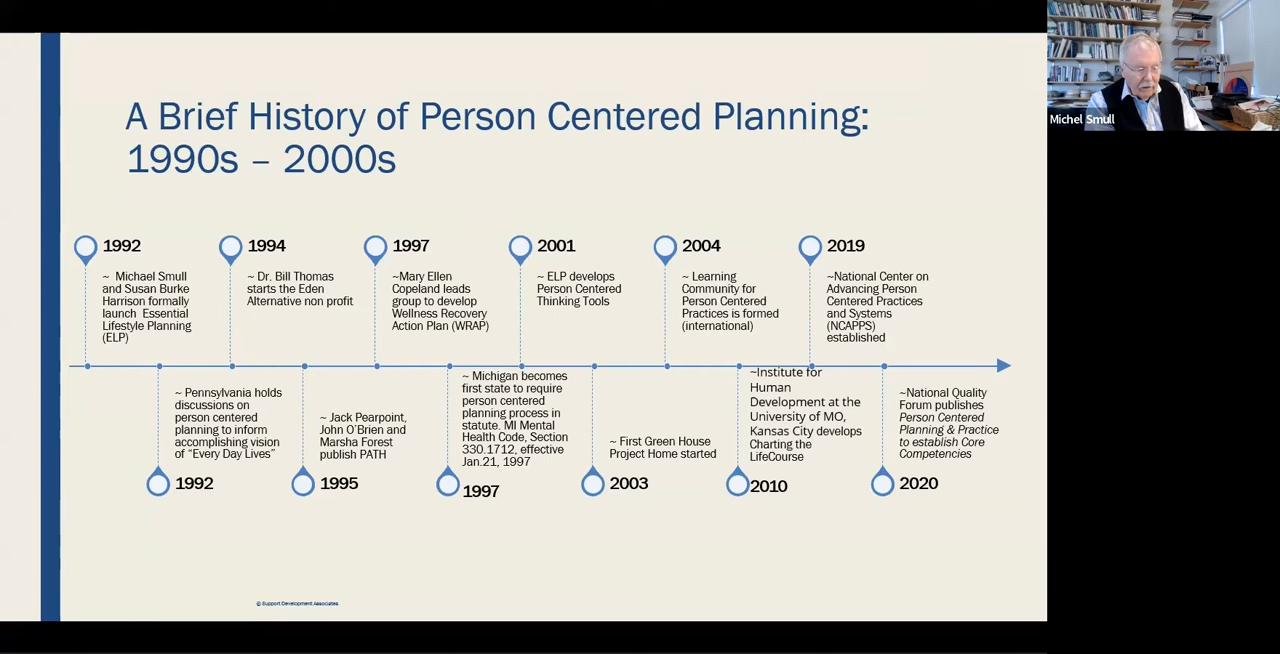 A Brief History of Person Centered Planning:
1990s – 2000s
1992
~ Michael Smull
and Susan Burke
Harrison formally
launch Essential
Lifestyle Planning
(ELP)
1994
~ Dr. Bill Thomas
starts the Eden
Alternative non profit
1997
~Mary Ellen
Copeland leads
group to develop
Wellness Recovery
Action Plan (WRAP)
2001
~ ELP develops
Person Centered
Thinking Tools
2004
~ Learning
Community for
Person Centered
Practices is formed
(international)
2019
~National Center on
Advancing Person
Centered Practices
and Systems
(NCAPPS)
established
~ Pennsylvania holds
discussions on
person centered
planning to inform
accomplishing vision
of “Every Day Lives”
1992
~ Jack Pearpoint,
John O'Brien and
Marsha Forest
publish PATH
1995
~ Michigan becomes
first state to require
person centered
planning process in
statute. MI Mental
Health Code, Section
330.1712, effective
Jan.21, 1997
1997
~ First Green House
Project Home started
2003
~Institute for
Human
Development at the
University of MO,
Kansas City develops
Charting the
LifeCourse
2010
~National Quality
Forum publishes
Person Centered
Planning & Practice
to establish Core
Competencies
2020
© Support Development Associates
Michel Smull